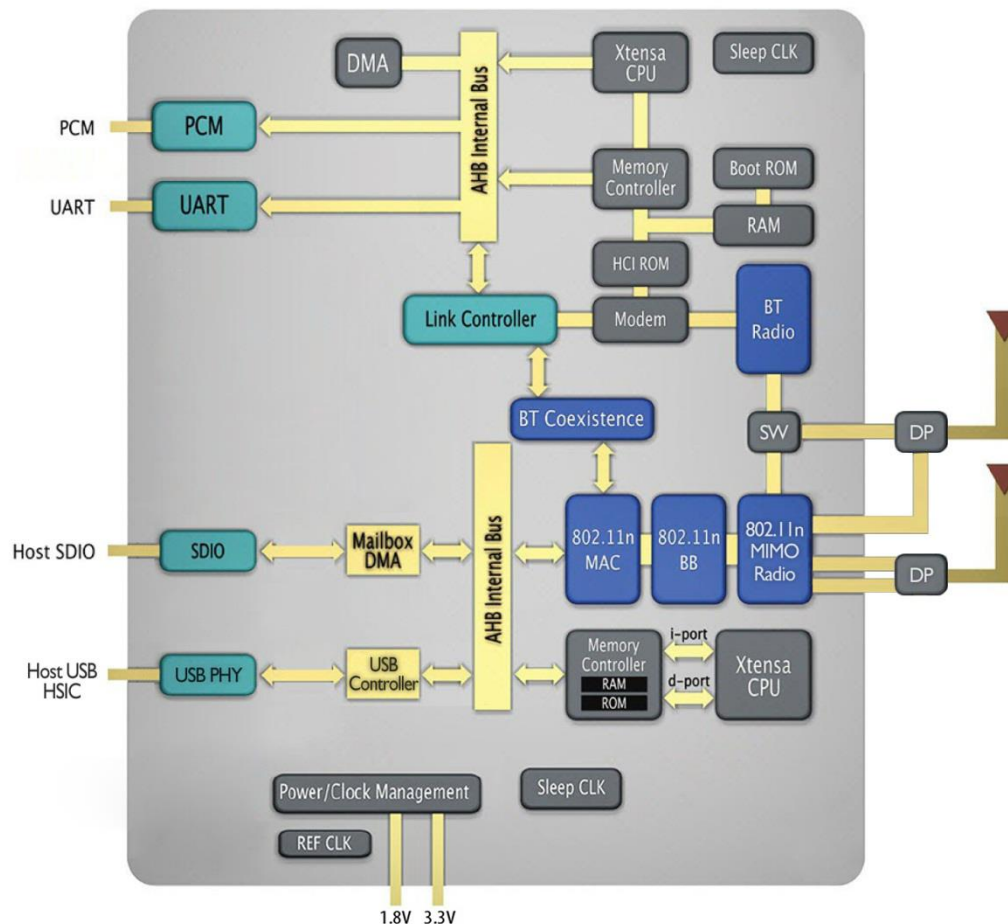 DMA
AHB Internal Bus
Xtensa
CPU
Sleep CLK
PCM
PCM
Memory
Controller
Boot ROM
UART
UART
RAM
HCI ROM
Link Controller
Modem
BT
Radio
BT Coexistence
SW
DP
AHB Internal Bus
Host SDIO
SDIO
Mailbox
DMA
802.11n
MAC
802.11n
BB
802.11n
MIMO
Radio
DP
Host USB
HSIC
USB PHY
USB
Controller
Memory
Controller
RAM
ROM
i-port
d-port
Xtensa
CPU
Power/Clock Management
Sleep CLK
REF CLK
1.8V
3.3V